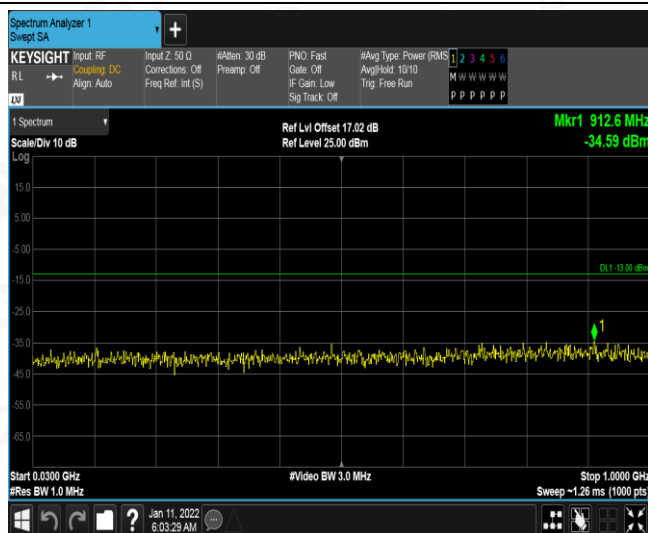 Spectrum Analyzer 1
Swept SA
+
KEYSIGHT
RL
LXI
Input: RF
Coupling: DC
Align: Auto
Input Z: 50 Ω
Corrections: Off
Freq Ref: Int (S)
#Atten: 30 dB
Preamp: Off
PNO: Fast
Gate: Off
IF Gain: Low
Sig Track: Off
#Avg Type: Power (RMS
Avg|Hold: 10/10
Trig: Free Run
1 2 3 4 5 6
M W W W W W
P P P P P P
1 Spectrum
Scale/Div 10 dB
Ref Lvl Offset 17.02 dB
Ref Level 25.00 dBm
Mkr1 912.6 MHz
-34.59 dBm
Log
15.0
5.00
-5.00
DL1 -13.00 dBm
-15.0
-25.0
1
-35.0
-45.0
-55.0
-65.0
Start 0.0300 GHz
#Video BW 3.0 MHz
Stop 1.0000 GHz
#Res BW 1.0 MHz
Sweep ~1.26 ms (1000 pts)
?
Jan 11, 2022
6:03:29 AM